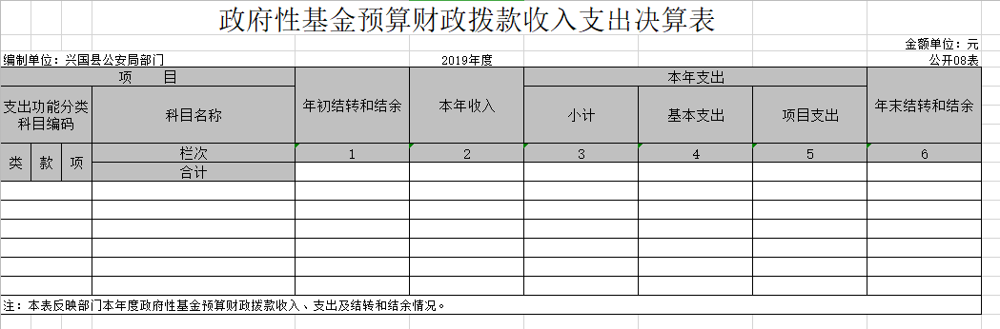 政府性基金预算财政拨款收入支出决算表
金额单位：元
编制单位：兴国县公安局部门 2019年度 公开08表
项 目 年初结转和结余 本年收入 本年支出 年末结转和结余
支出功能分类科目编码 科目名称 小计 基本支出 项目支出
类 款 项 栏次 1 2 3 4 5 6
合计
注：本表反映部门本年度政府性基金预算财政拨款收入、支出及结转和结余情况。